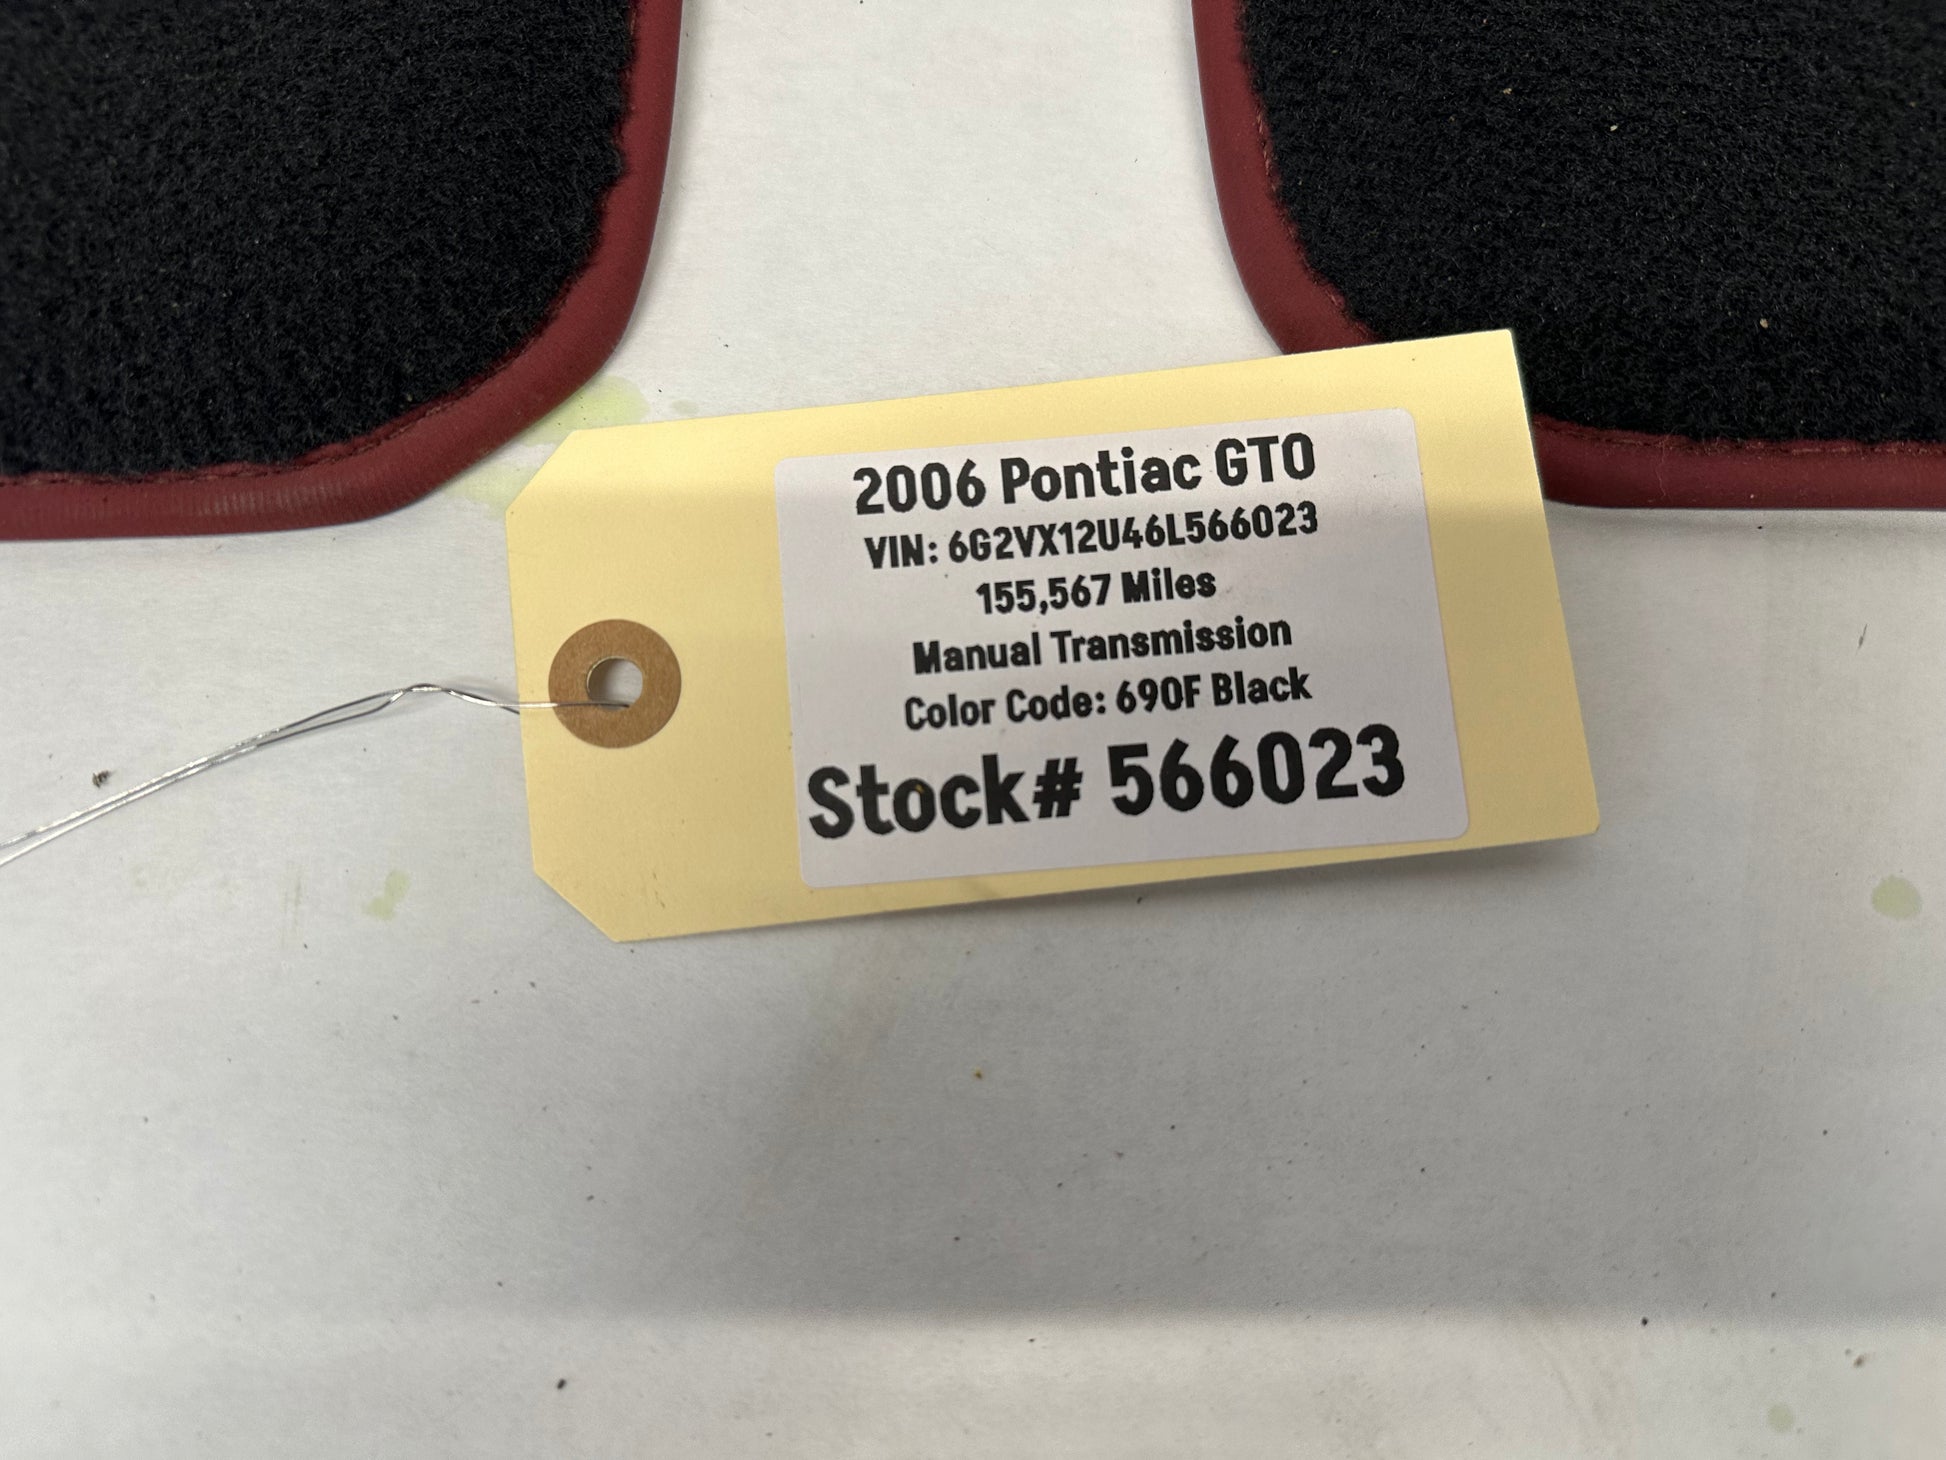 2006 Pontiac GTO
VIN: 6G2VX12U46L566023
155,567 Miles
Manual Transmission
Color Code: 690F Black
Stock# 566023